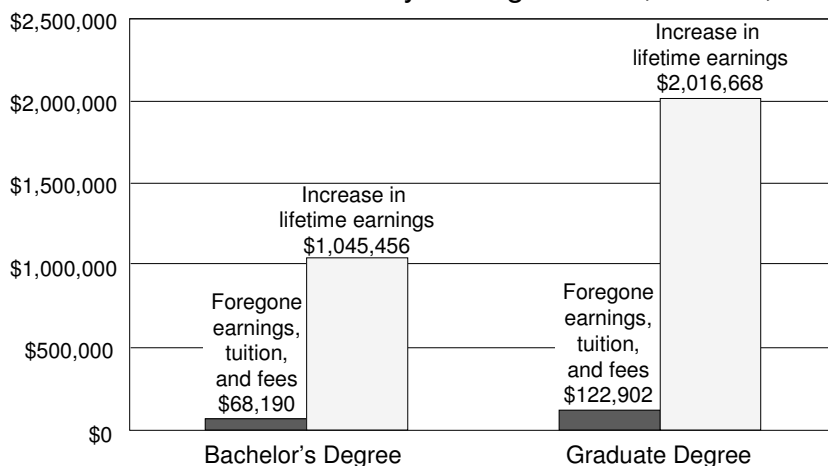 $2,500,000
$2,000,000
$1,500,000
$1,000,000
$500,000
$0
Increase in
lifetime earnings
$2,016,668
Increase in
lifetime earnings
$1,045,456
Foregone
earnings,
tuition,
and fees
$68,190
Foregone
earnings,
tuition,
and fees
$122,902
Bachelor's Degree
Graduate Degree